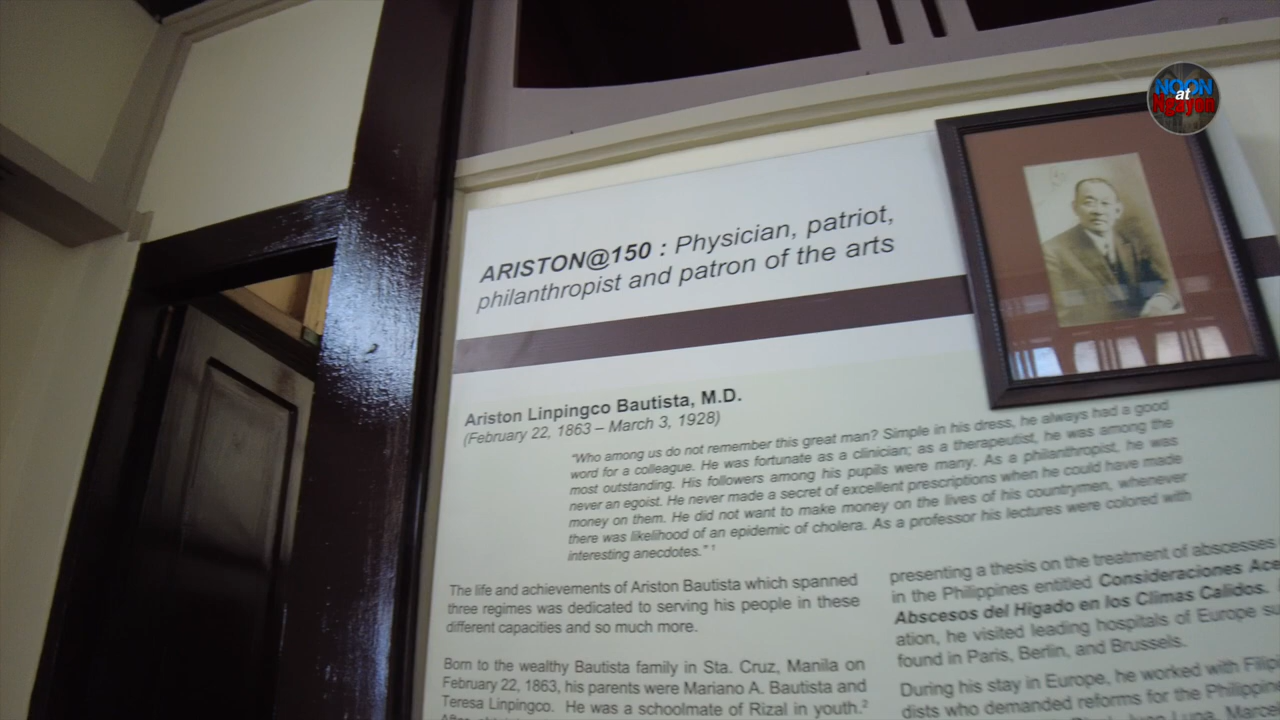 NOON
at
Ngayon
ARISTON@150 : Physician, patriot,
philanthropist and patron of the arts
Ariston Linpingco Bautista, M.D.
(February 22, 1863 – March 3, 1928)
"Who among us do not remember this great man? Simple in his dress, he always had a good
word for a colleague. He was fortunate as a clinician; as a therapeutist, he was among the
most outstanding. His followers among his pupils were many. As a philanthropist, he was
never an egoist. He never made a secret of excellent prescriptions when he could have made
money on them. He did not want to make money on the lives of his countrymen, whenever
there was likelihood of an epidemic of cholera. As a professor his lectures were colored with
interesting anecdotes." 1
The life and achievements of Ariston Bautista which spanned
three regimes was dedicated to serving his people in these
different capacities and so much more.
Born to the wealthy Bautista family in Sta. Cruz, Manila on
February 22, 1863, his parents were Mariano A. Bautista and
Teresa Linpingco. He was a schoolmate of Rizal in youth.2
presenting a thesis on the treatment of abscesses
in the Philippines entitled Consideraciones Ace
Abscesos del Higado en los Climas Calidos.
ation, he visited leading hospitals of Europe su
found in Paris, Berlin, and Brussels.
During his stay in Europe, he worked with Filip
dists who demanded reforms for the Philippin